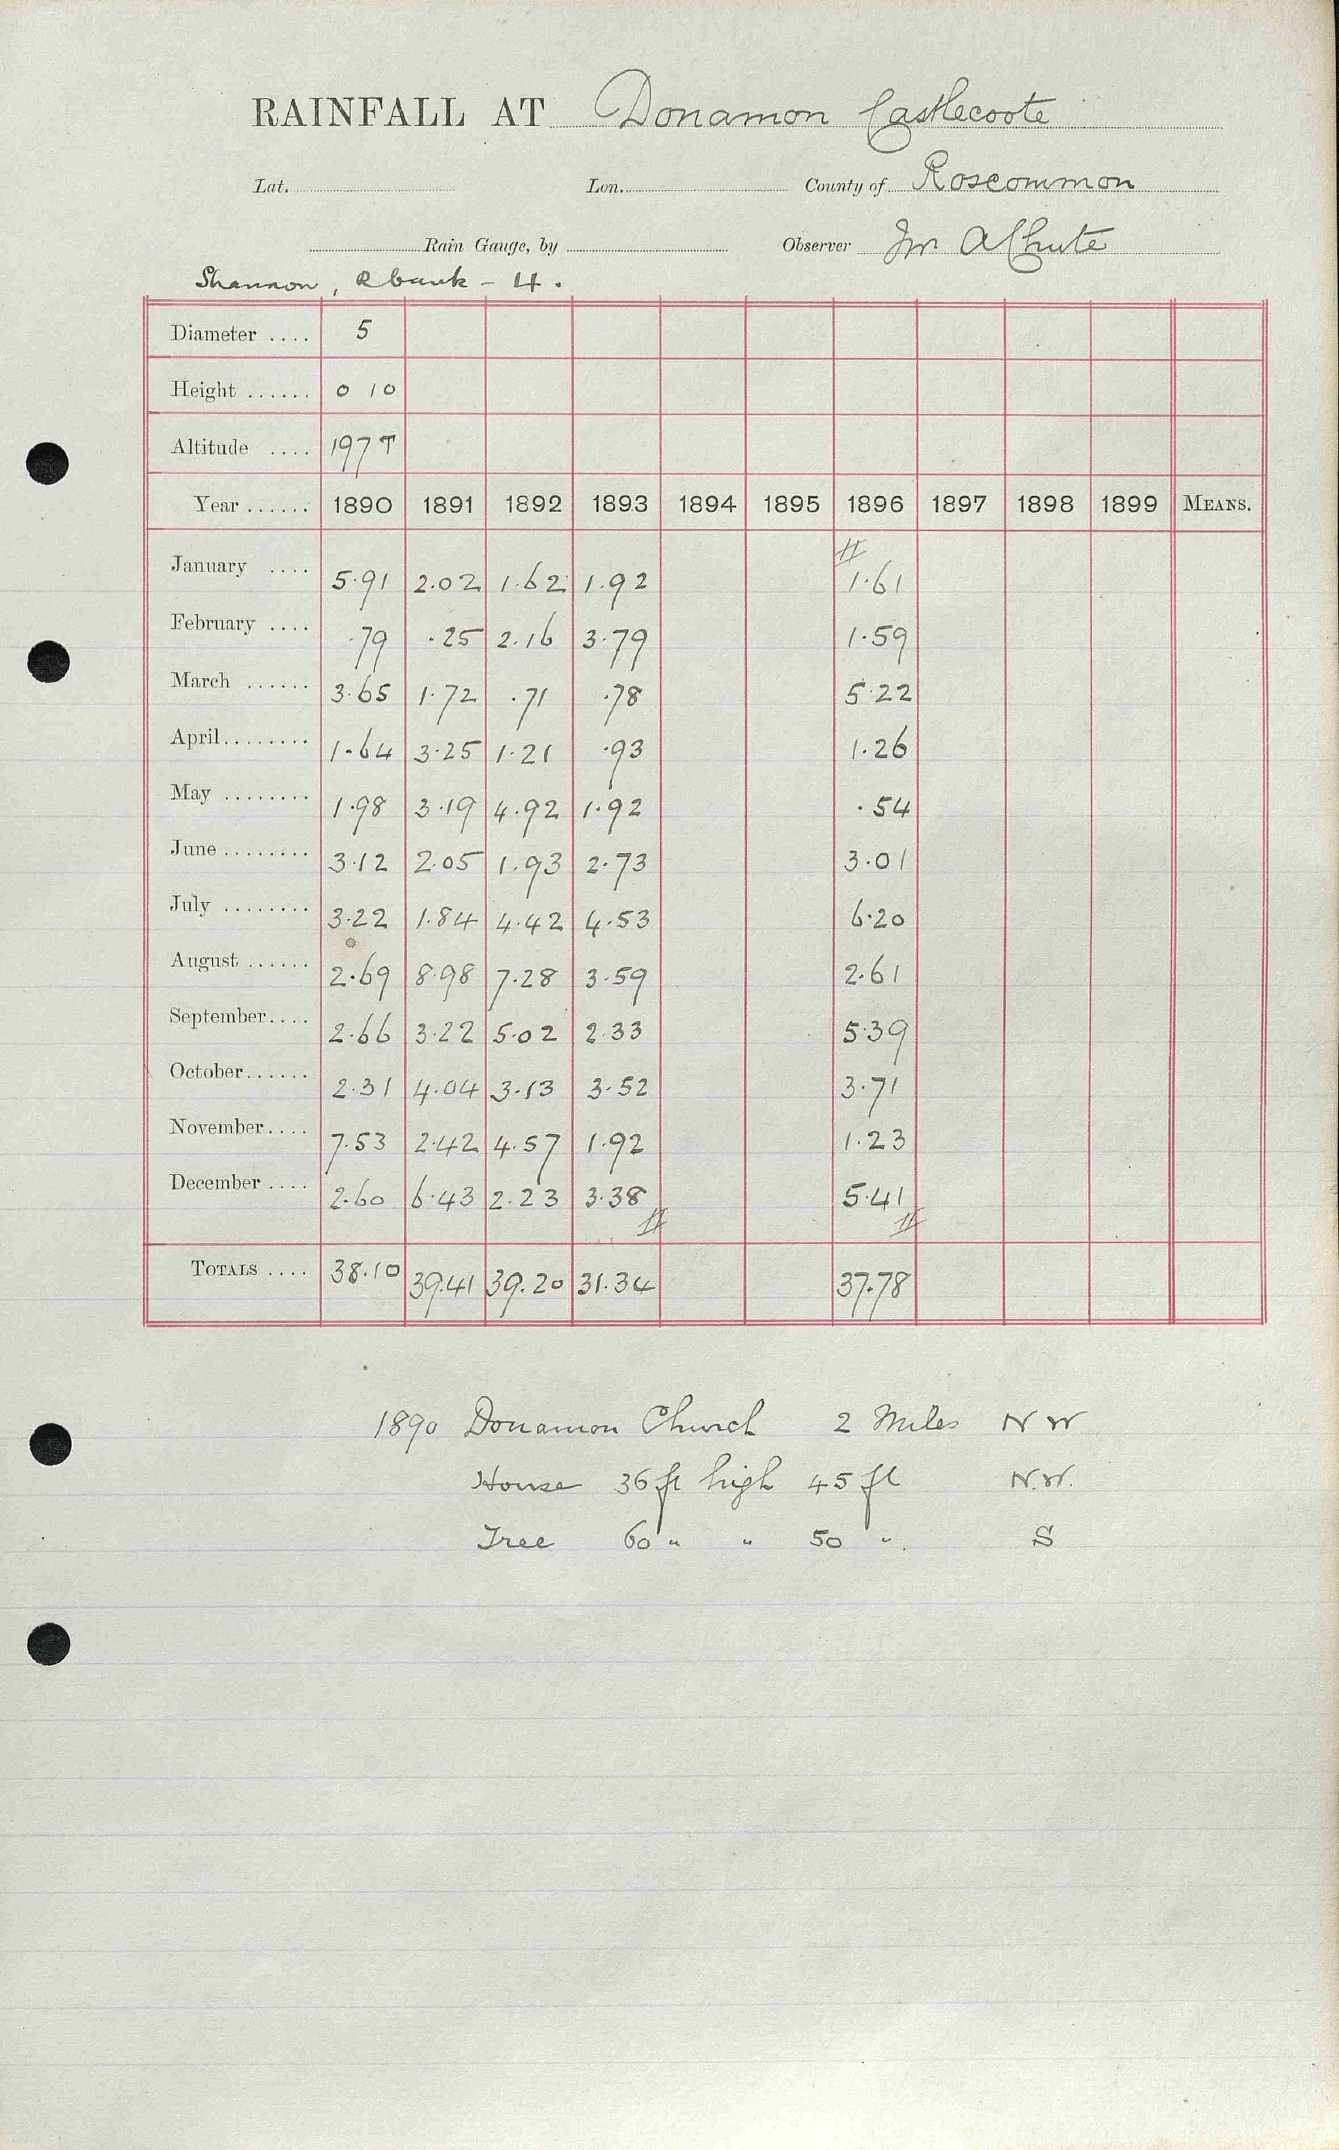 RAINFALL AT Donamon Castlecoote
Lat. Lon. County of Roscommon
Rain Gauge, by Observer Jno A Chute
Shannon, R bank - 4.
Diameter .... 5
Height ...... 0 10
Altitude .... 197 T
Year ...... 1890 1891 1892 1893 1894 1895 1896 1897 1898 1899 MEANS.
January .... 5.91 2.02 1.62 1.92 # 1.61
February .... .79 .25 2.16 3.79 1.59
March ...... 3.65 1.72 .71 .78 5.22
April........ 1.64 3.25 1.21 .93 1.26
May ........ 1.98 3.19 4.92 1.92 .54
June ........ 3.12 2.05 1.93 2.73 3.01
July ........ 3.22 1.84 4.42 4.53 6.20
August ...... 2.69 8.98 7.28 3.59 2.61
September.... 2.66 3.22 5.02 2.33 5.39
October...... 2.31 4.04 3.13 3.52 3.71
November.... 7.53 2.42 4.57 1.92 1.23
December .... 2.60 6.43 2.23 3.38 # 5.41 #
TOTALS .... 38.10 39.41 39.20 31.34 37.78
1890 Donamon Church 2 Miles N W
House 36 ft high 45 ft N.W.
Tree 60 " " 50 " . S